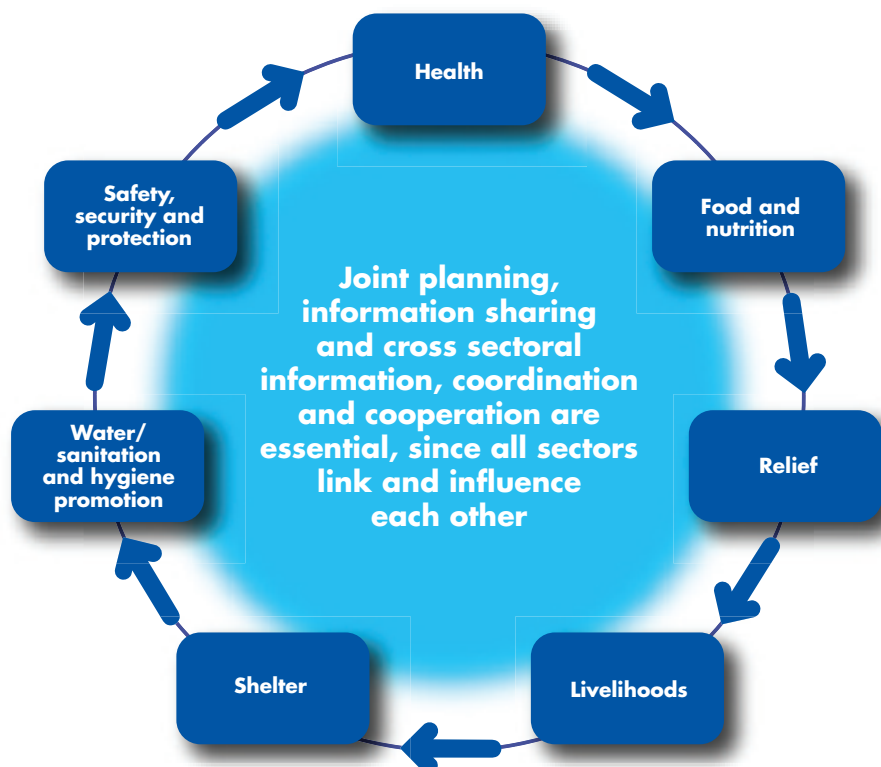 Health
Food and
nutrition
Relief
Livelihoods
Shelter
Water/
sanitation
and hygiene
promotion
Safety,
security and
protection
Joint planning,
information sharing
and cross sectoral
information, coordination
and cooperation are
essential, since all sectors
link and influence
each other